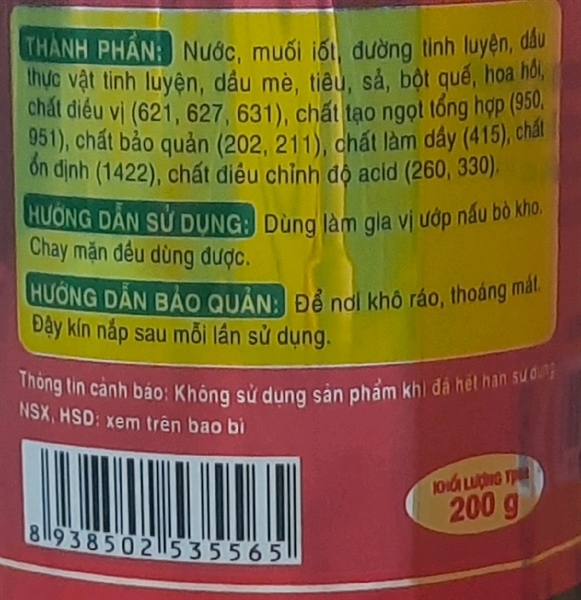 THÀNH PHẦN: Nước, muối iốt, đường tinh luyện, dầu
thực vật tinh luyện, dầu mè, tiêu, sả, bột quế, hoa hồi,
chất điều vị (621, 627, 631), chất tạo ngọt tổng hợp (950,
951), chất bảo quản (202, 211), chất làm dầy (415), chất
ổn định (1422), chất điều chỉnh độ acid (260, 330).
HƯỚNG DẪN SỬ DỤNG: Dùng làm gia vị ướp nấu bò kho.
Chay mặn đều dùng được.
HƯỚNG DẪN BẢO QUẢN: Để nơi khô ráo, thoáng mát.
Đậy kín nắp sau mỗi lần sử dụng.
Thông tin cảnh báo: Không sử dụng sản phẩm khi đã hết hạn sử dụng
NSX, HSD: xem trên bao bì
KHỐI LƯỢNG TỊNH
200 g
8 938502 535565